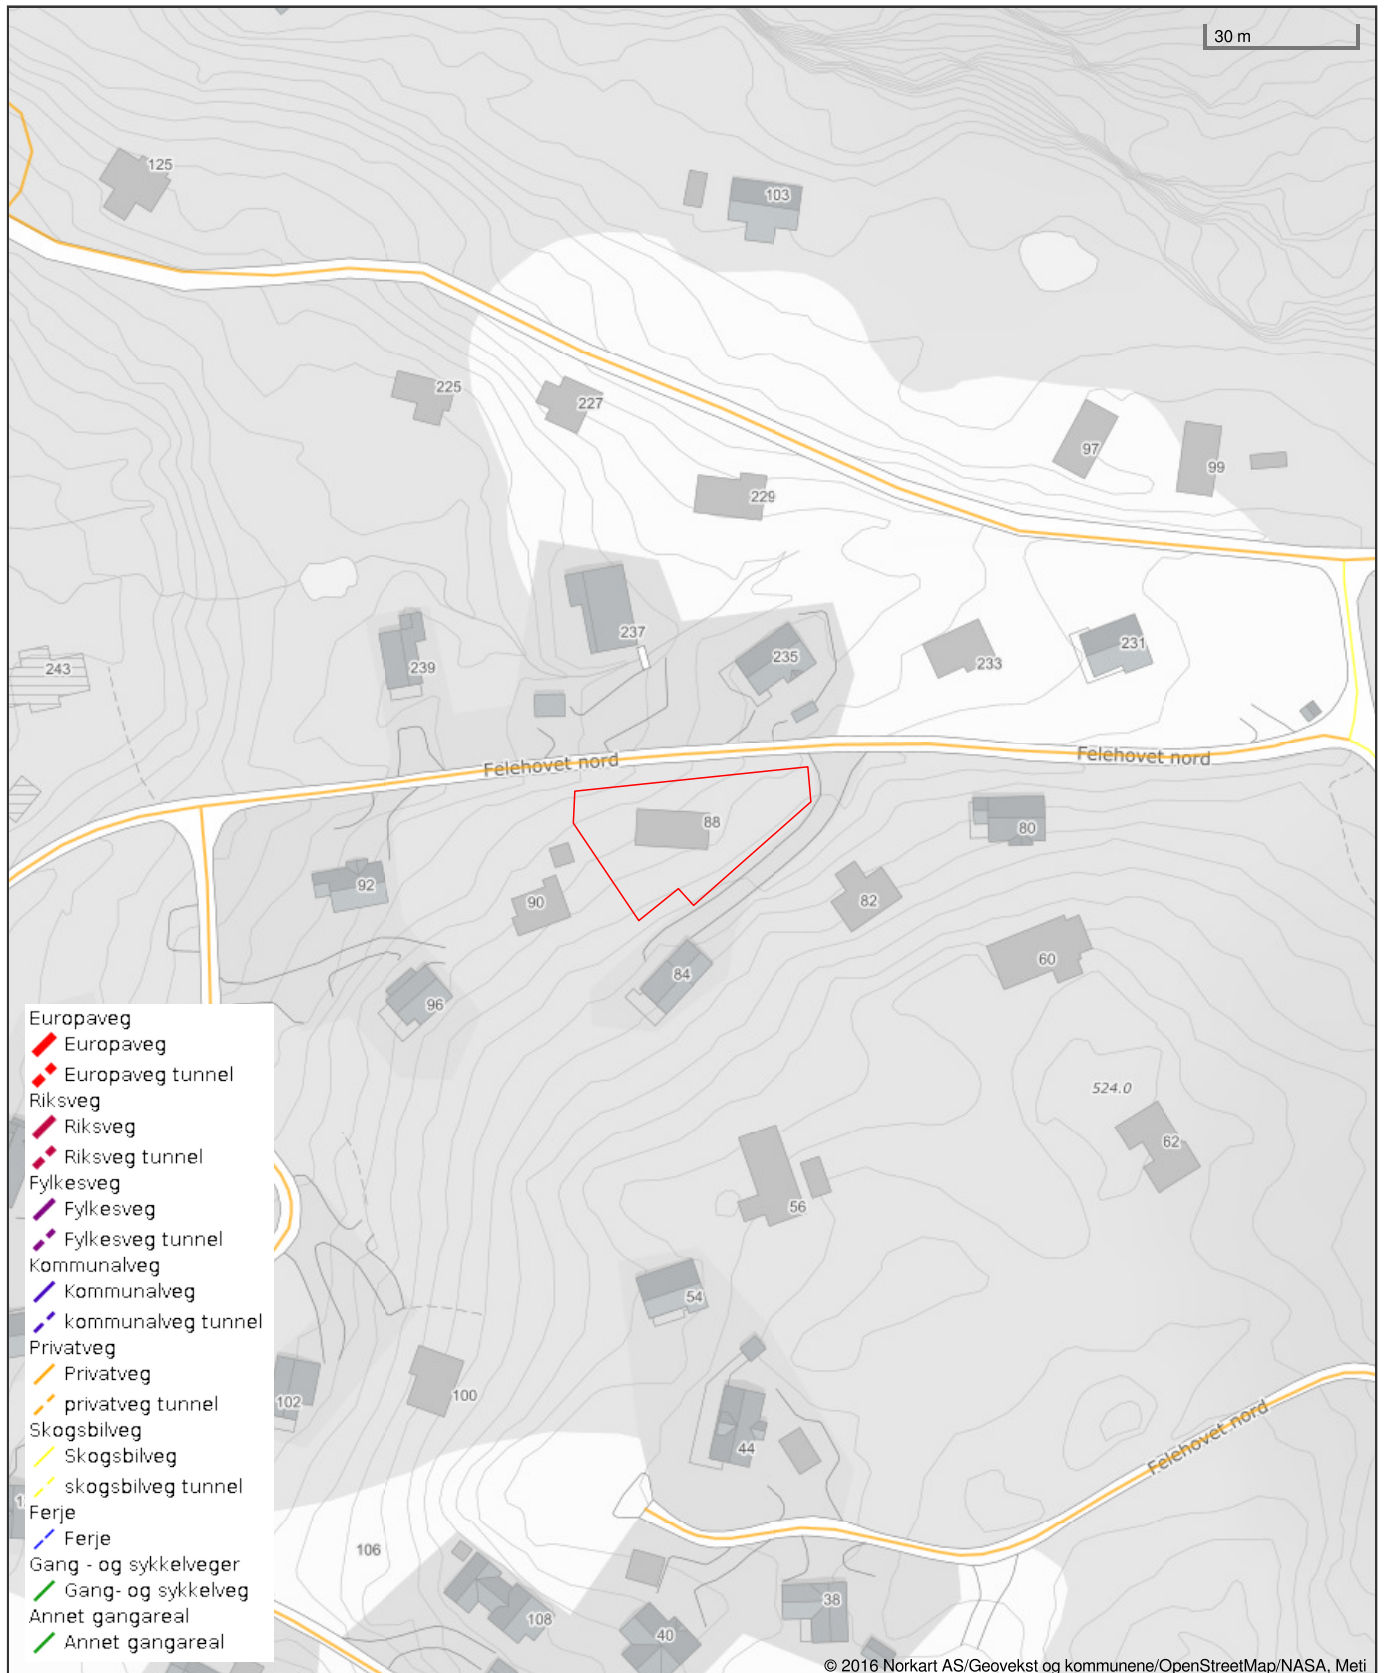 30 m
125
103
225
227
97
229
99
237
239
235
231
243
233
Felehovet nord
Felehovet nord
88
80
92
90
82
60
84
96
524.0
62
56
54
100
102
44
Felehovet nord
106
108
38
40
Europaveg
Europaveg
Europaveg tunnel
Riksveg
Riksveg
Riksveg tunnel
Fylkesveg
Fylkesveg
Fylkesveg tunnel
Kommunalveg
Kommunalveg
kommunalveg tunnel
Privatveg
Privatveg
privatveg tunnel
Skogsbilveg
Skogsbilveg
skogsbilveg tunnel
Ferje
Ferje
Gang - og sykkelveger
Gang- og sykkelveg
Annet gangareal
Annet gangareal
© 2016 Norkart AS/Geovekst og kommunene/OpenStreetMap/NASA, Meti